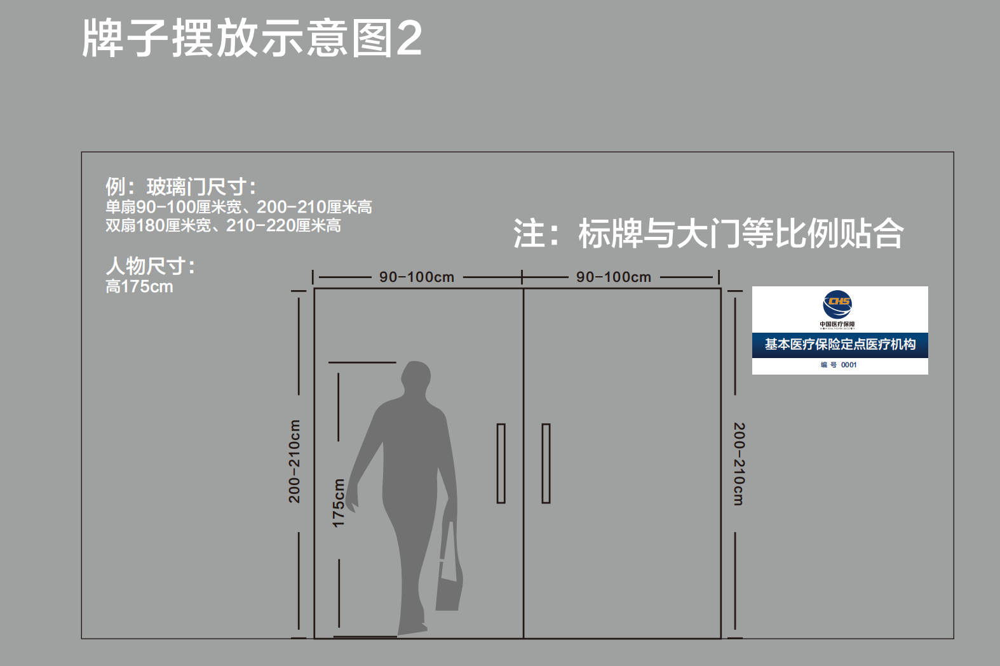 牌子摆放示意图2
例：玻璃门尺寸：
单扇90-100厘米宽、200-210厘米高
双扇180厘米宽、210-220厘米高
人物尺寸：
高175cm
注：标牌与大门等比例贴合
90-100cm
90-100cm
200-210cm
175cm
200-210cm
CHS
中国医疗保障
CHINA HEALTHCARE SECURITY
基本医疗保险定点医疗机构
编 号 0001